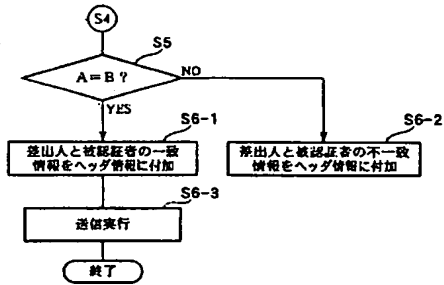 S4
S5
A=B?
NO
YES
S6-1
S6-2
差出人と被認証者の一致
情報をヘッダ情報に付加
差出人と被認証者の不一致
情報をヘッダ情報に付加
S6-3
送信実行
終了